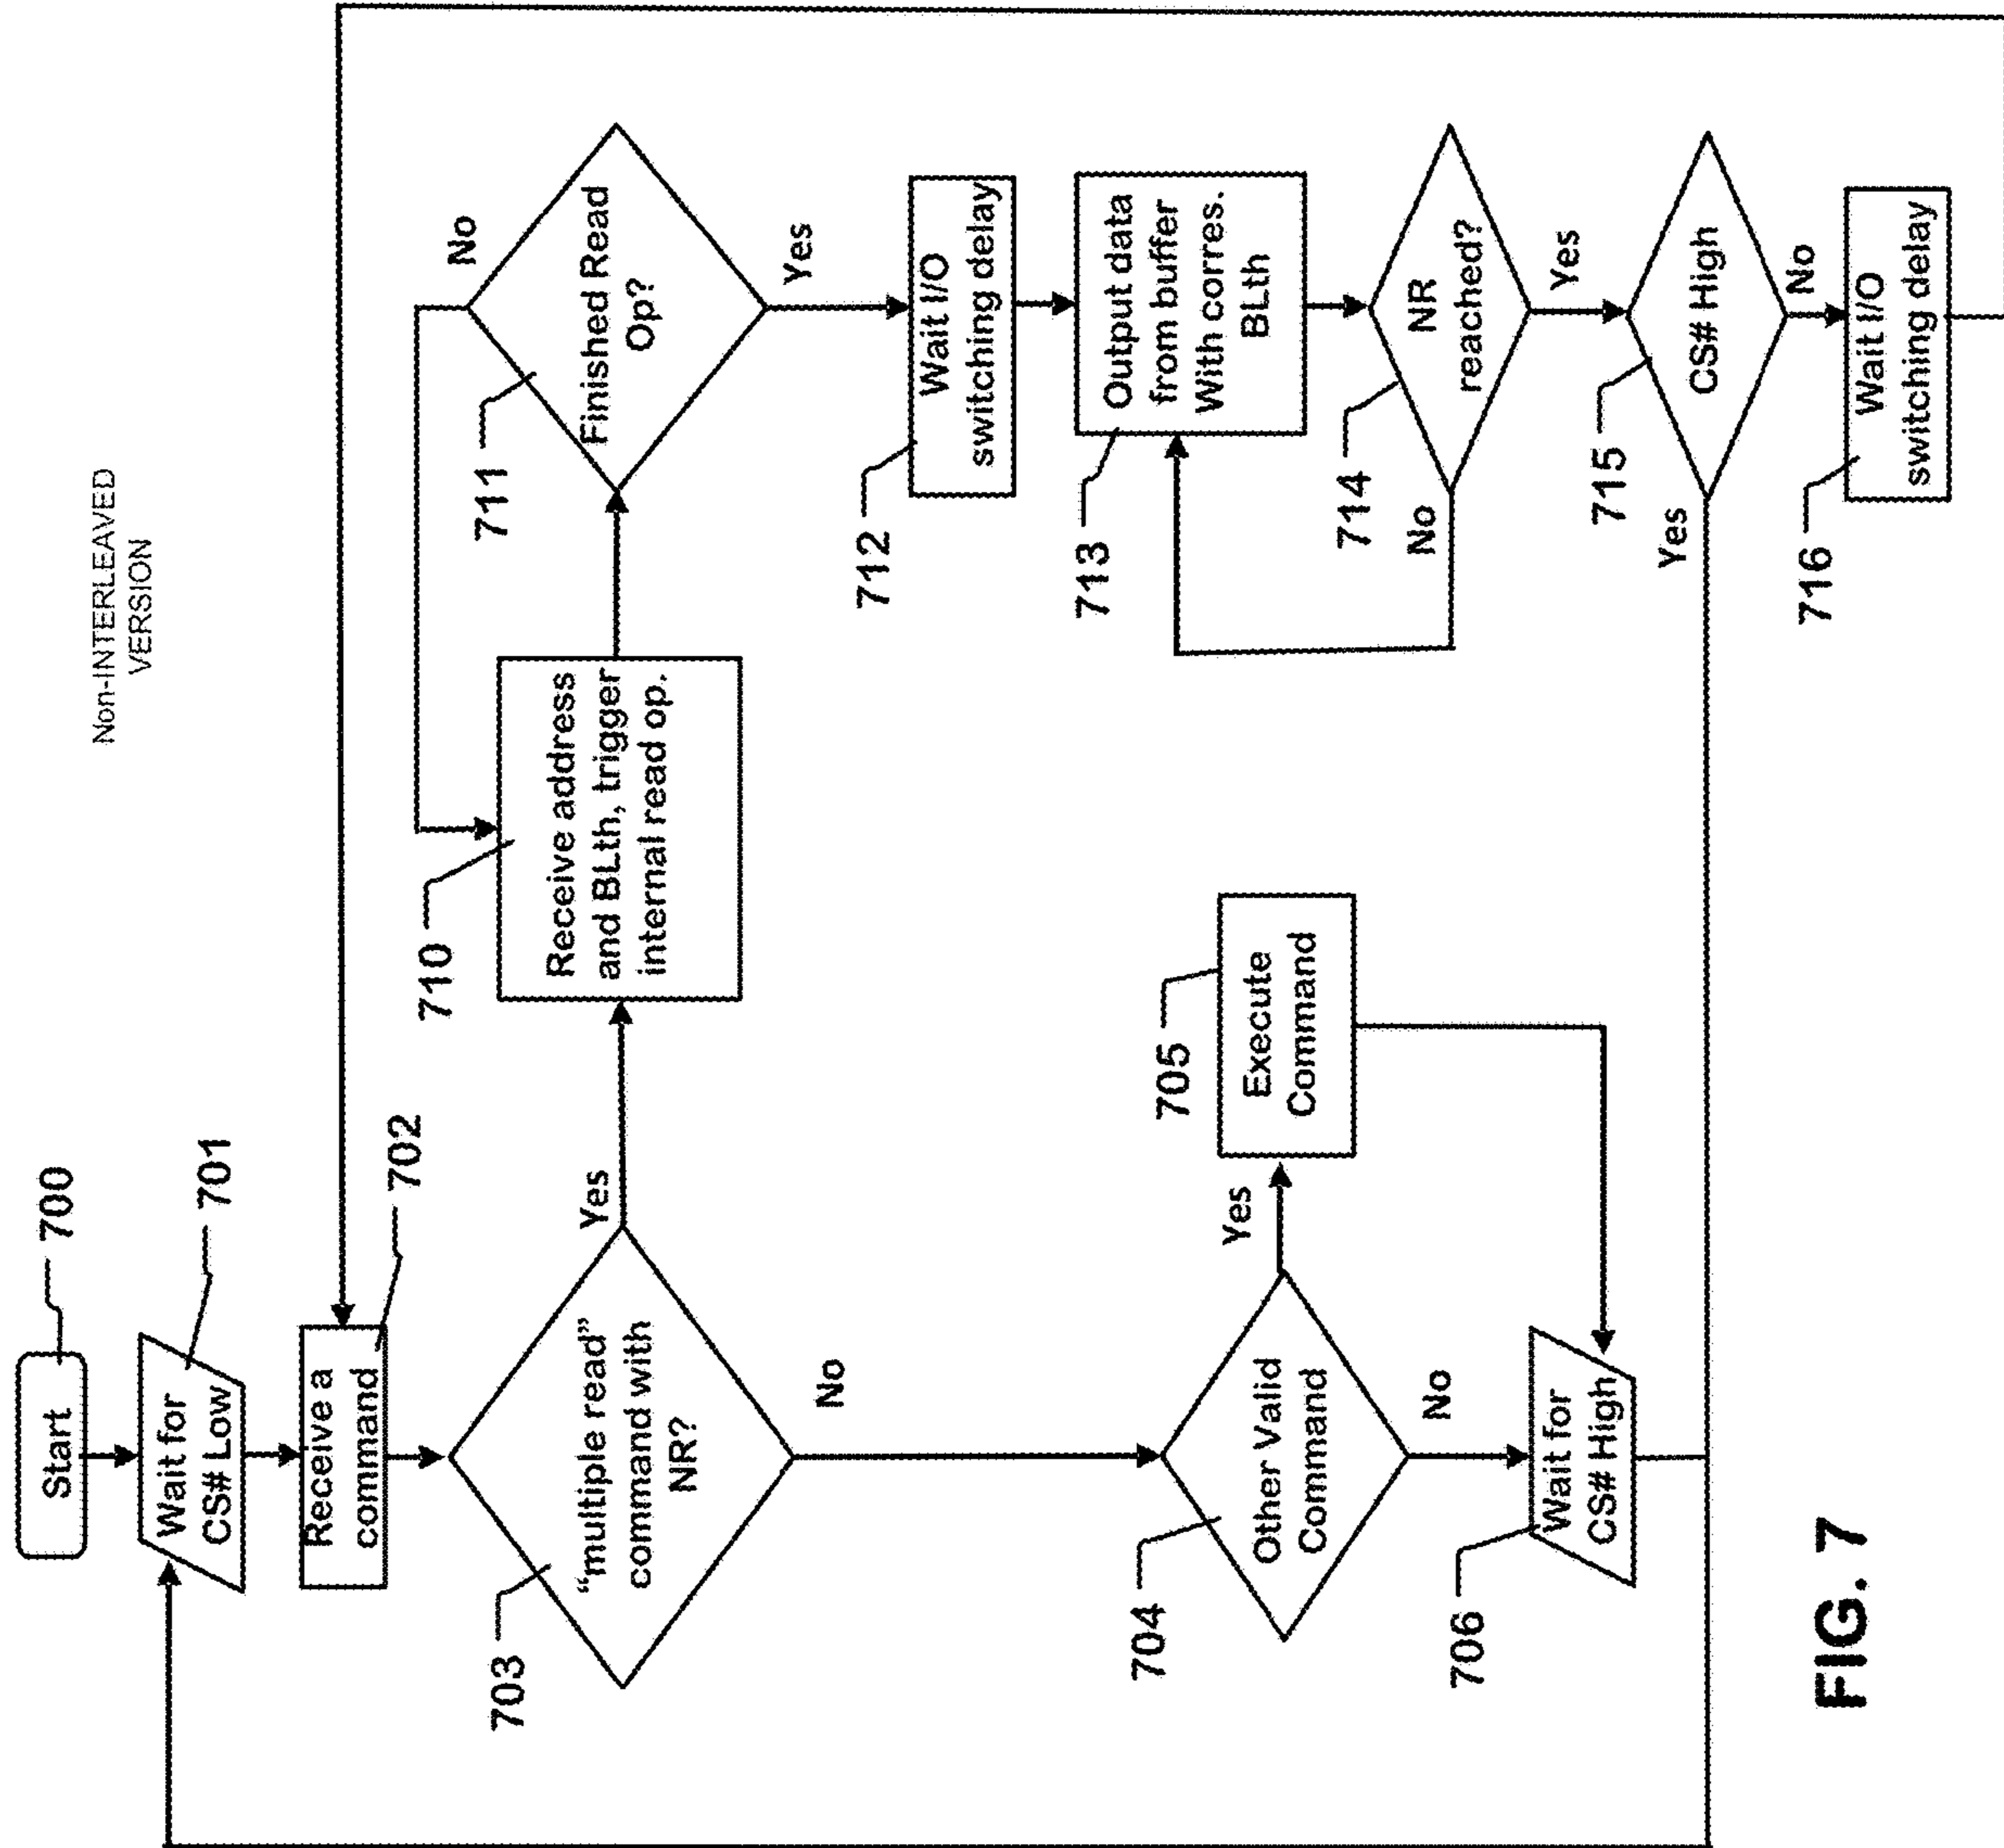 Non-INTERLEAVED
VERSION
Start
700
Wait for
CS# Low
701
Receive a
command
702
"multiple read"
command with
NR?
703
Yes
No
Other Valid
Command
704
Yes
No
705
Execute
Command
Wait for
CS# High
706
710
Receive address
and BLth, trigger
internal read op.
711
Finished Read
Op?
No
Yes
712
Wait I/O
switching delay
713
Output data
from buffer
With corres.
BLth
714
NR
reached?
No
Yes
715
CS# High
Yes
No
716
Wait I/O
switching delay
FIG. 7